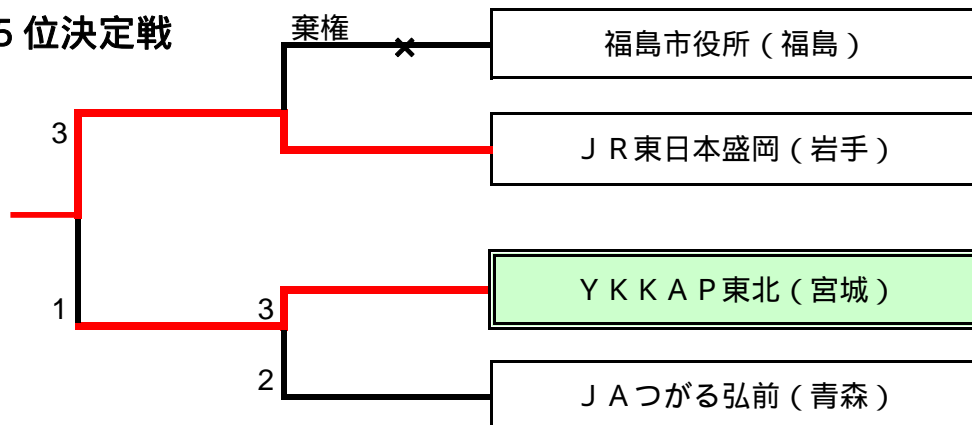 5 位決定戦
棄権
福島市役所（福島）
3
ＪＲ東日本盛岡（岩手）
ＹＫＫＡＰ東北（宮城）
1
3
2
ＪＡつがる弘前（青森）